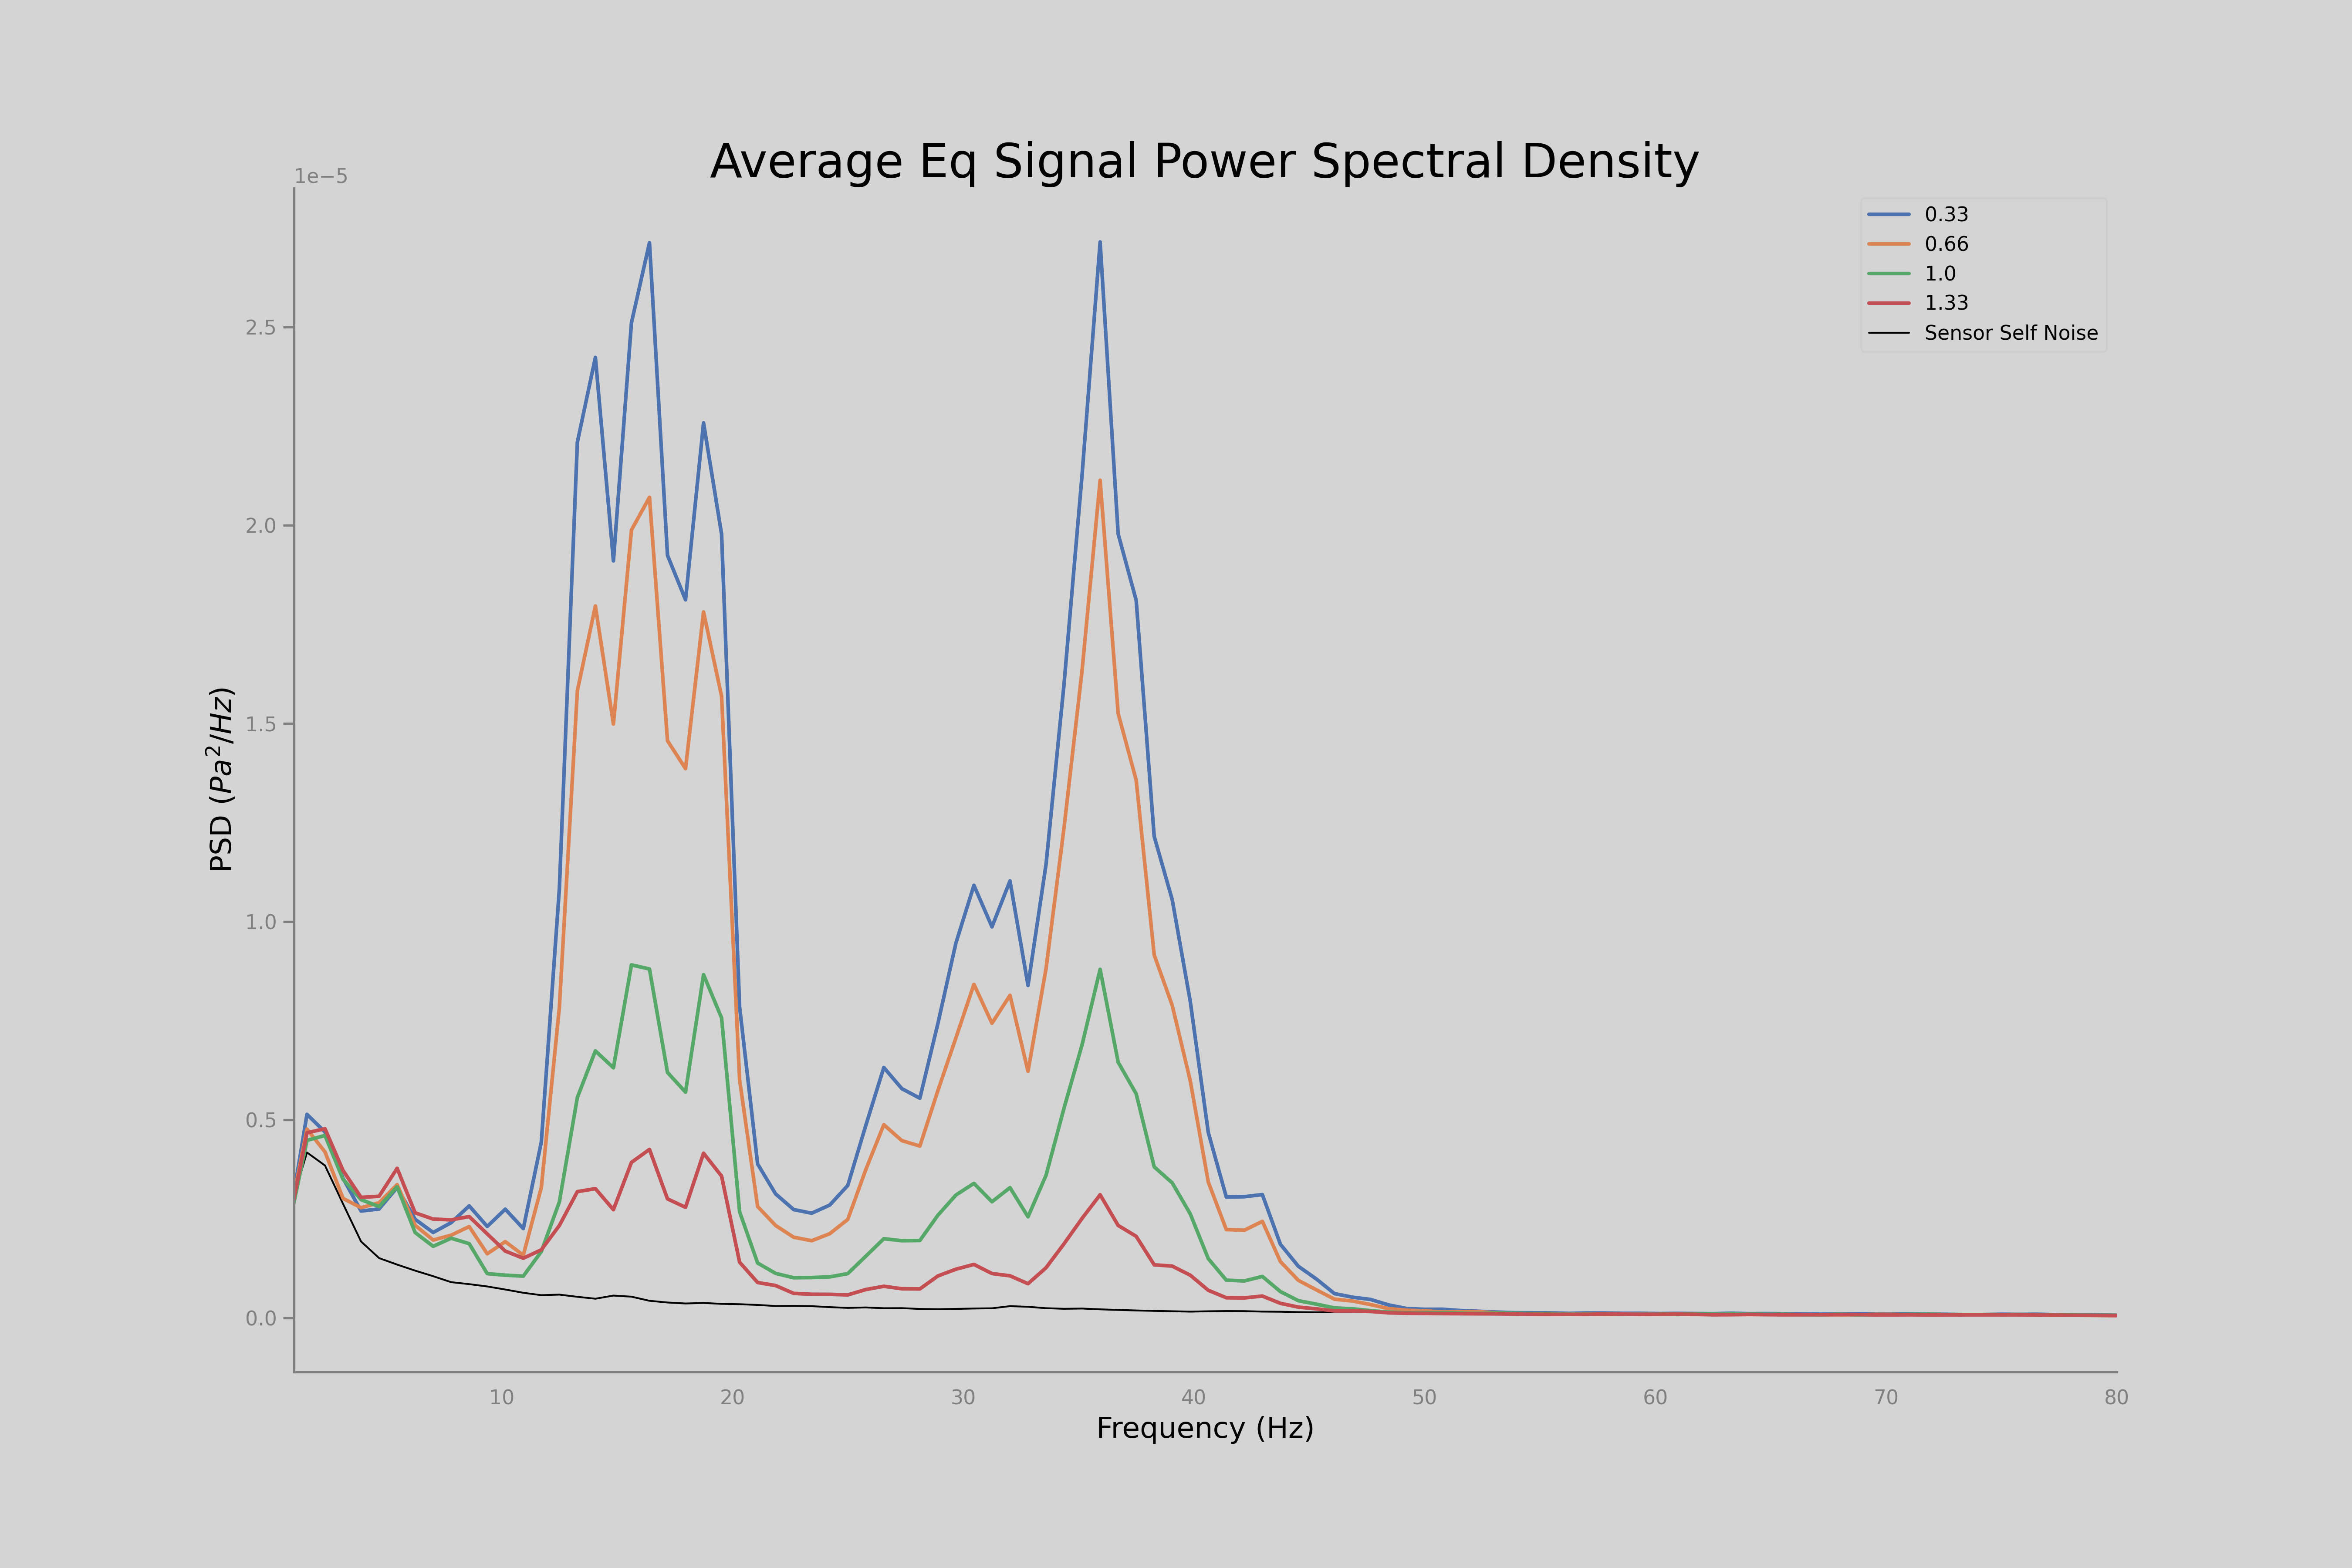 Average Eq Signal Power Spectral Density
1e−5
0.33
0.66
1.0
1.33
Sensor Self Noise
2.5
2.0
1.5
1.0
0.5
0.0
PSD (Pa²/Hz)
10 20 30 40 50 60 70 80
Frequency (Hz)